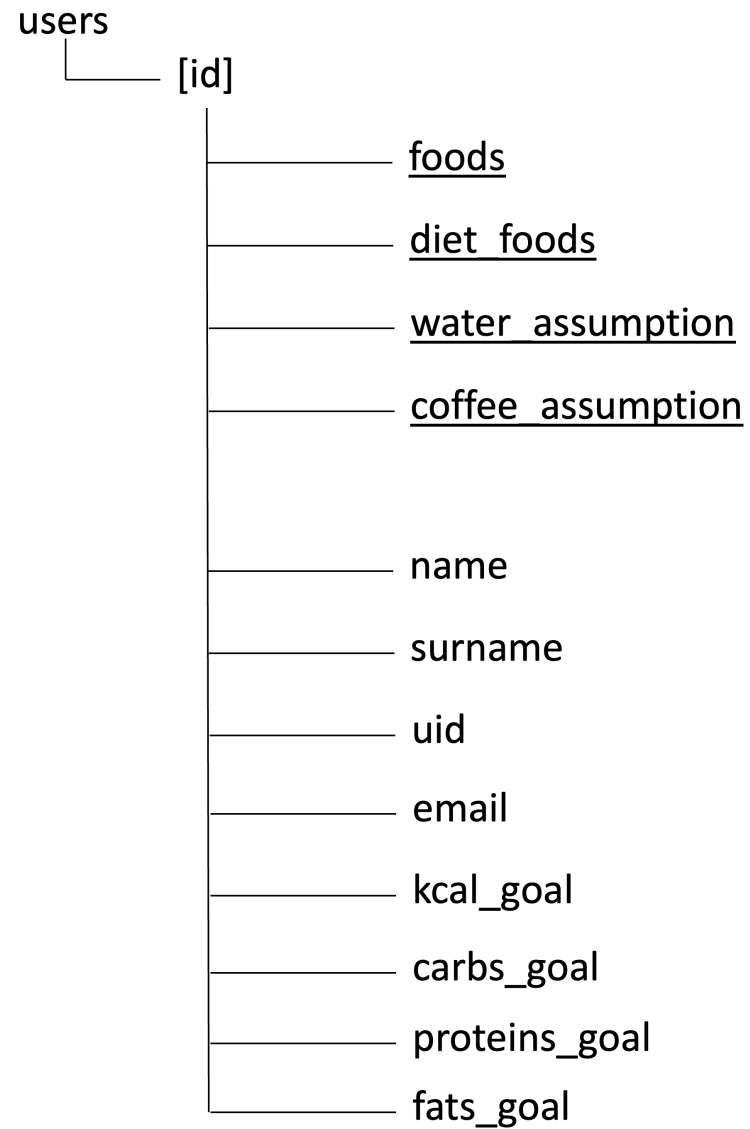 users
[id]
foods
diet_foods
water_assumption
coffee_assumption
name
surname
uid
email
kcal_goal
carbs_goal
proteins_goal
fats_goal